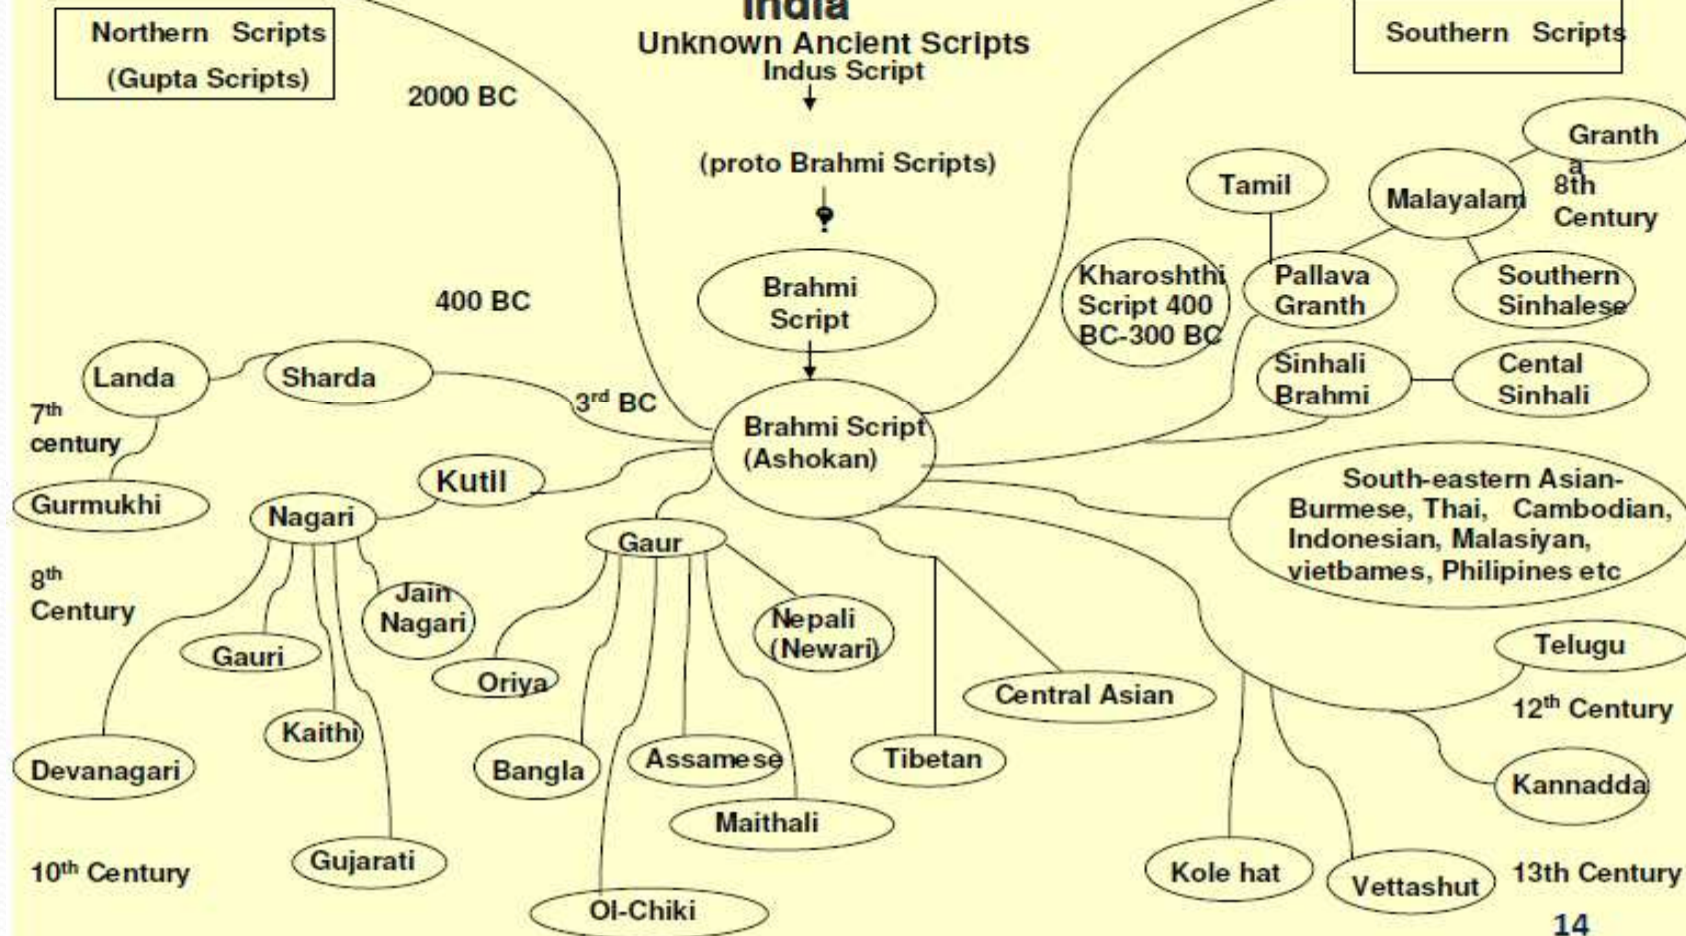 India
Unknown Ancient Scripts
Indus Script
Northern Scripts
(Gupta Scripts)
Southern Scripts
2000 BC
(proto Brahmi Scripts)
?
Brahmi
Script
400 BC
Kharoshthi
Script 400
BC-300 BC
Tamil
Malayalam
Granth
a
8th
Century
Pallava
Granth
Southern
Sinhalese
Sinhali
Brahmi
Cental
Sinhali
Landa
Sharda
3rd BC
7th
century
Brahmi Script
(Ashokan)
Gurmukhi
Kutil
Nagari
Gaur
South-eastern Asian-
Burmese, Thai, Cambodian,
Indonesian, Malasiyan,
vietbames, Philipines etc
8th
Century
Jain
Nagari
Gauri
Oriya
Nepali
(Newari)
Central Asian
Telugu
12th Century
Kaithi
Devanagari
Bangla
Assamese
Tibetan
Kannadda
Maithali
Gujarati
10th Century
Ol-Chiki
Kole hat
Vettashut
13th Century
14